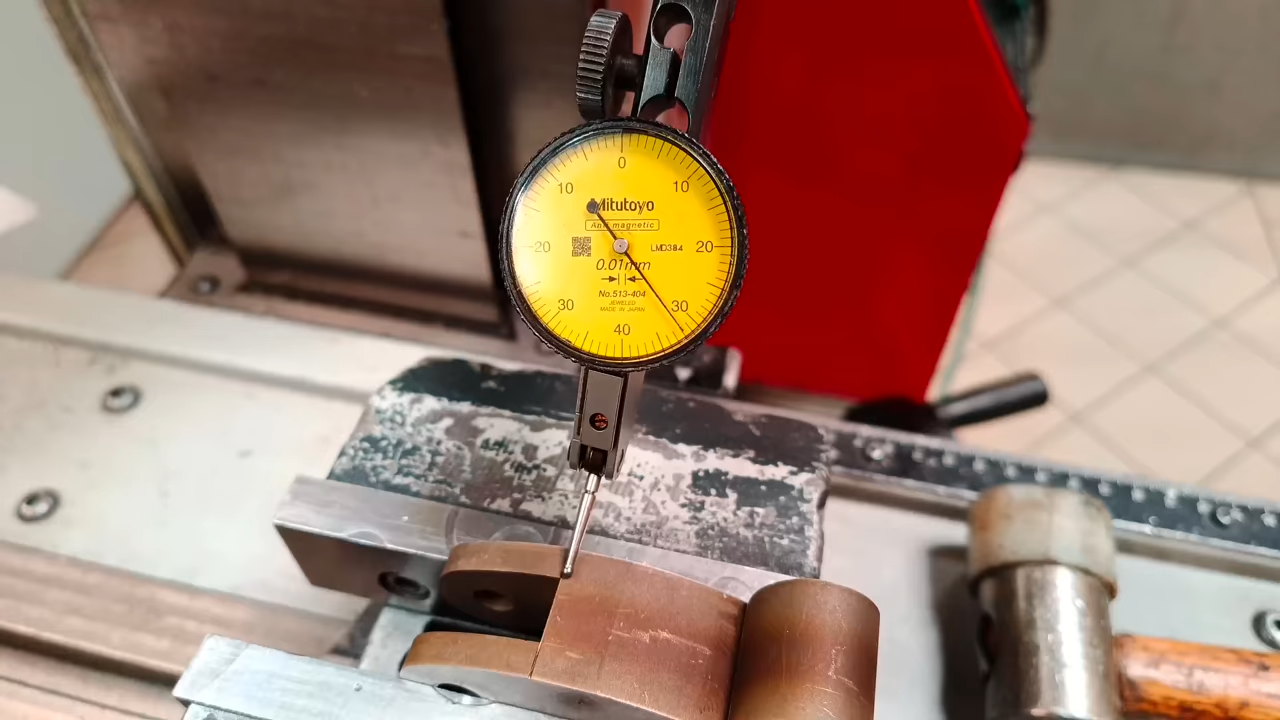 0
10 10
Mitutoyo
Anti-magnetic
20 LMD384 20
0.01mm
No.513-404
30 JEWELED 30
MADE IN JAPAN
40